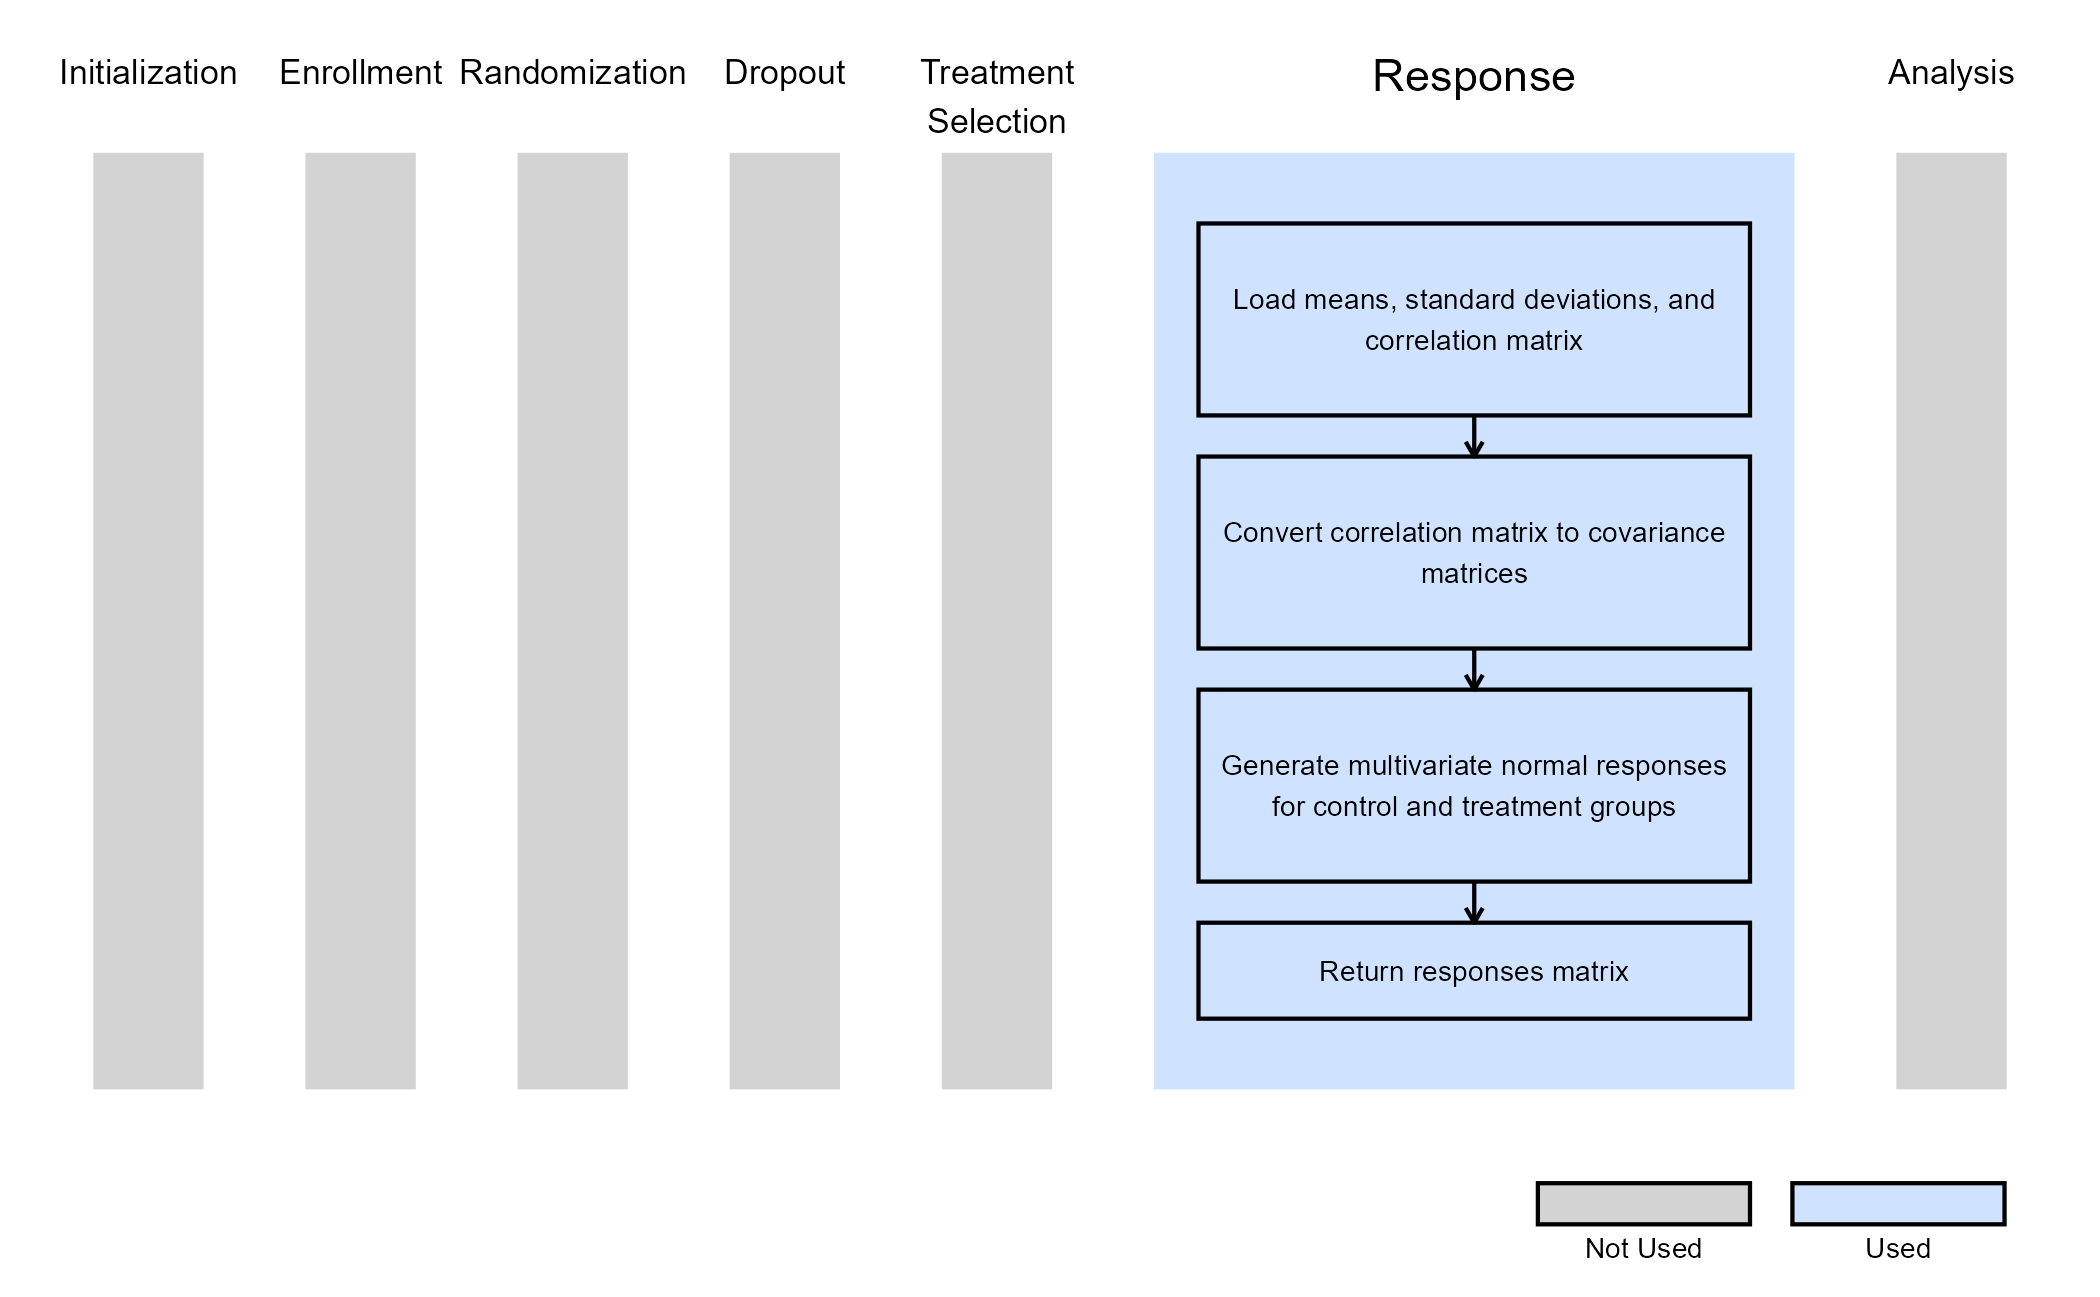 Initialization
Enrollment
Randomization
Dropout
Treatment
Selection
Response
Analysis
Load means, standard deviations, and
correlation matrix
Convert correlation matrix to covariance
matrices
Generate multivariate normal responses
for control and treatment groups
Return responses matrix
Not Used
Used